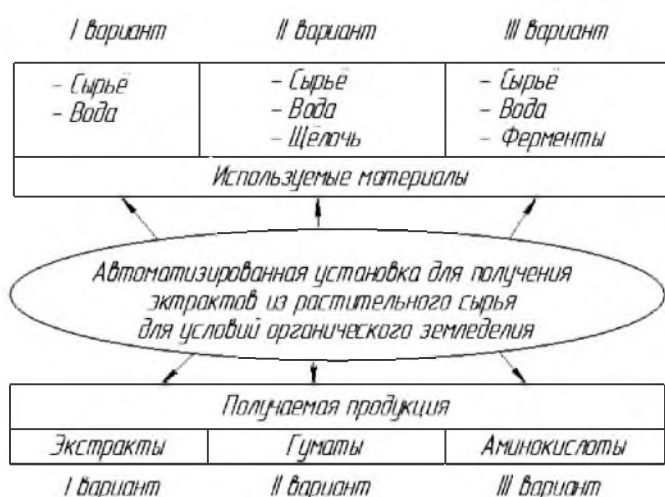 I вариант II вариант III вариант
- Сырьё - Сырьё - Сырьё
- Вода - Вода - Вода
- Щёлочь - Ферменты
Используемые материалы
Автоматизированная установка для получения
эктрактов из растительного сырья
для условий органического земледелия
Получаемая продукция
Экстракты Гуматы Аминокислоты
I вариант II вариант III вариант